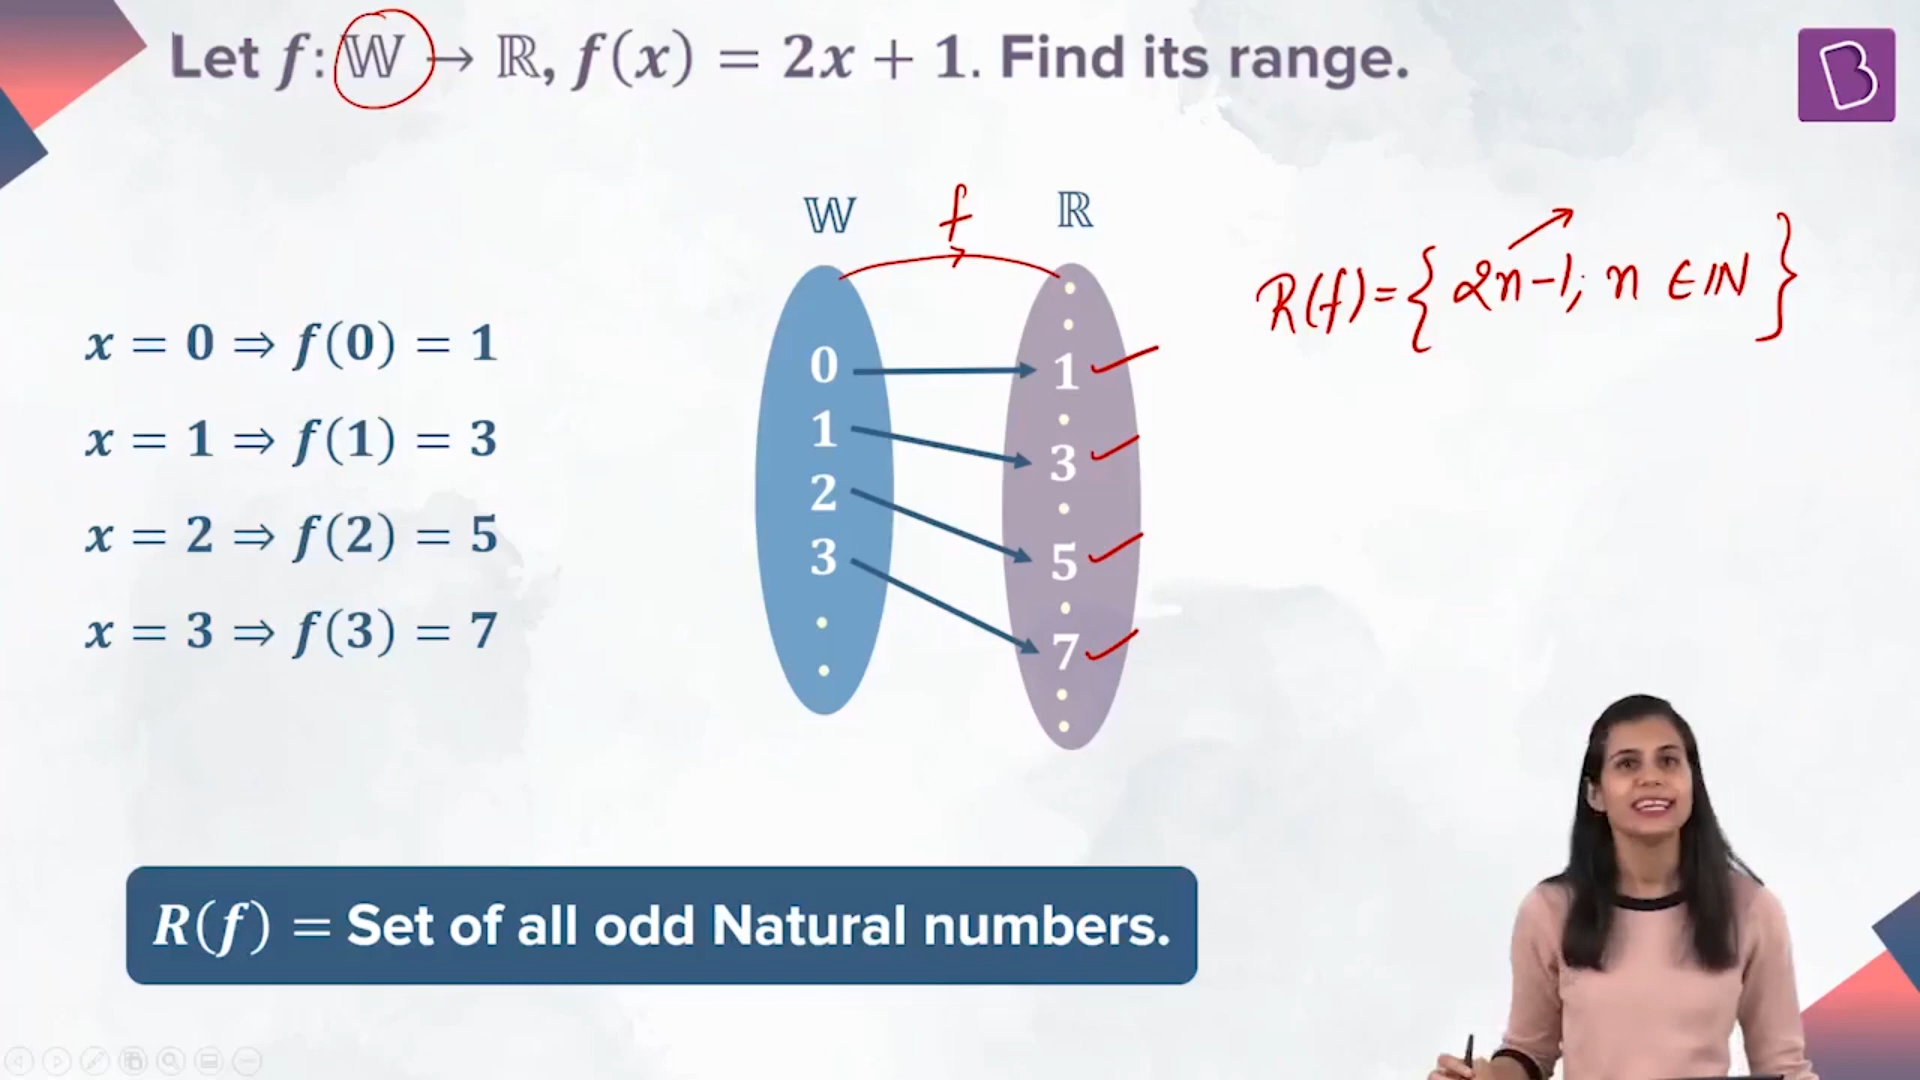 Let f: 𝕎 → ℝ, f(x) = 2x + 1. Find its range.
B
𝕎 f ℝ
R(f) = { 2n-1; n ∈ ℕ }
x = 0 ⇒ f(0) = 1
x = 1 ⇒ f(1) = 3
x = 2 ⇒ f(2) = 5
x = 3 ⇒ f(3) = 7
0 1
1 3
2 5
3 7
R(f) = Set of all odd Natural numbers.